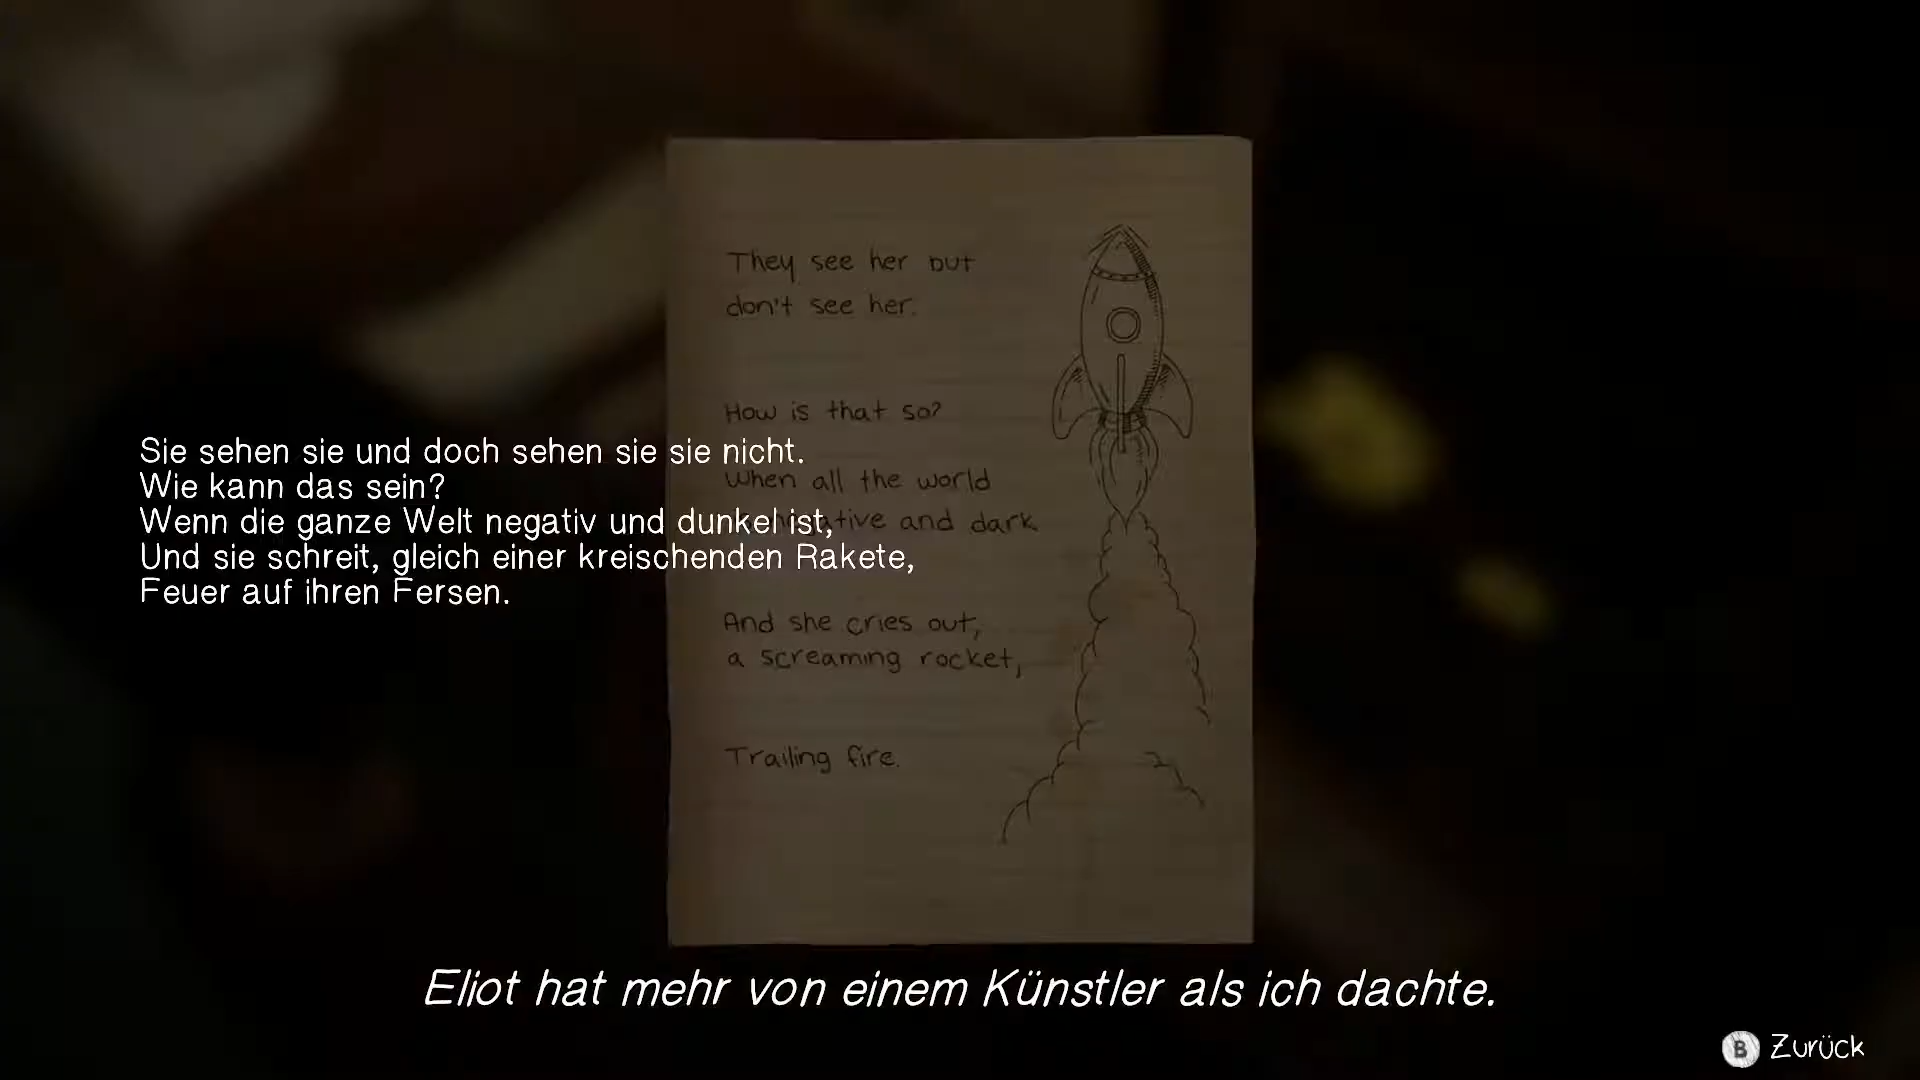 They see her but
don't see her.
How is that so?
When all the world
negative and dark
And she cries out,
a screaming rocket,
Trailing fire.
Sie sehen sie und doch sehen sie sie nicht.
Wie kann das sein?
Wenn die ganze Welt negativ und dunkel ist,
Und sie schreit, gleich einer kreischenden Rakete,
Feuer auf ihren Fersen.
Eliot hat mehr von einem Künstler als ich dachte.
B Zurück